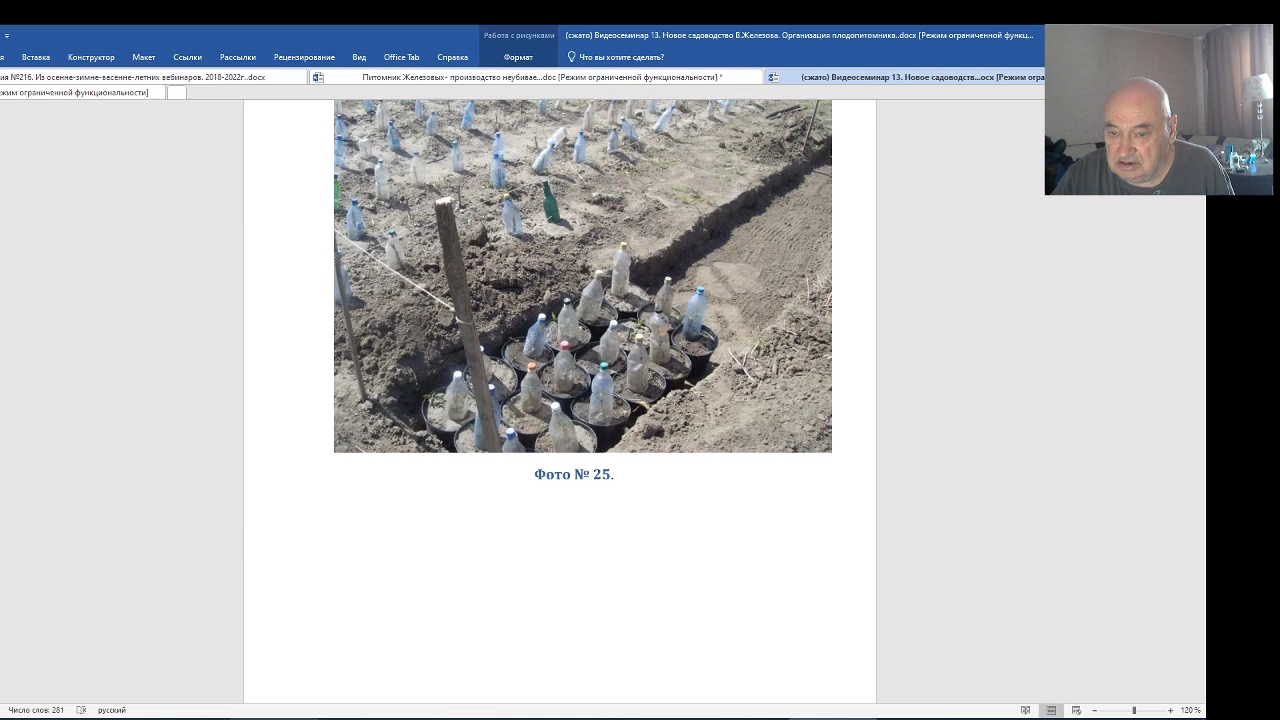 Работа с рисунками
(сжато) Видеосеминар 13. Новое садоводство В.Железова. Организация плодопитомника..docx [Режим ограниченной функц...
Вставка Конструктор Макет Ссылки Рассылки Рецензирование Вид Office Tab Справка Формат Что вы хотите сделать?
ия №216. Из осенне-зимне-весенне-летних вебинаров. 2018-2022г..docx
Питомник Железовых- производство неубивае...doc [Режим ограниченной функциональности] *
(сжато) Видеосеминар 13. Новое садоводств...осх [Режим огра
ежим ограниченной функциональности]
Фото № 25.
Число слов: 281 русский
120 %